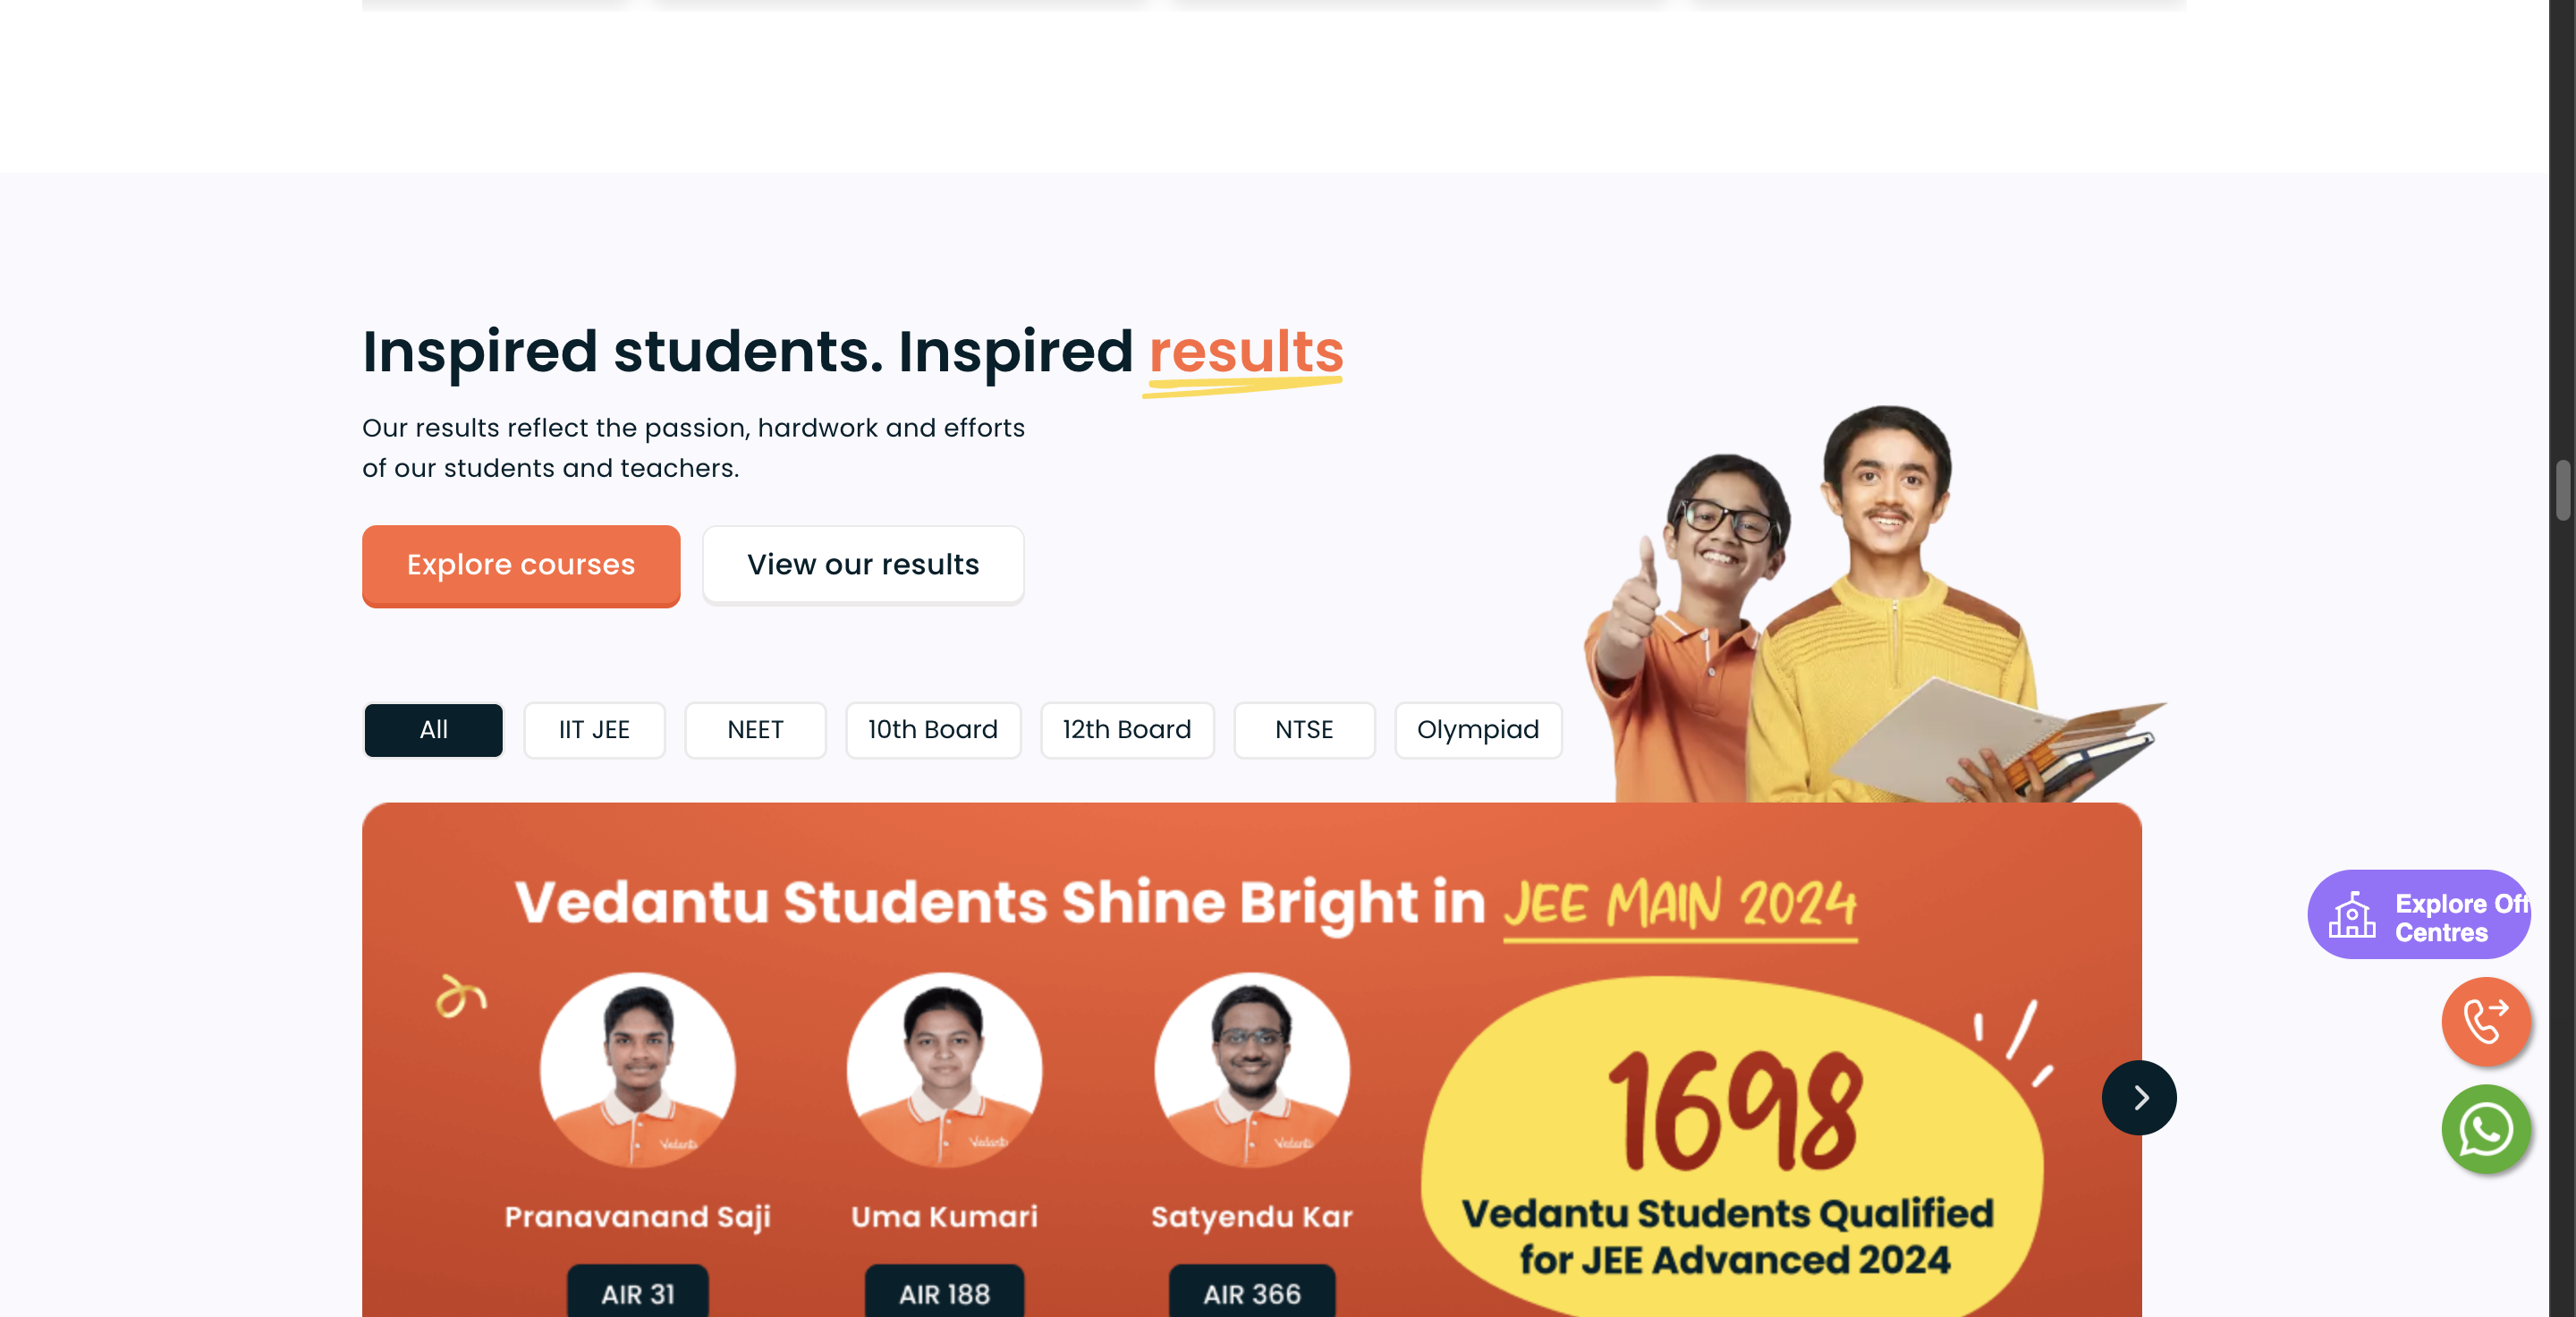 Inspired students. Inspired results
Our results reflect the passion, hardwork and efforts
of our students and teachers.
Explore courses
View our results
All
IIT JEE
NEET
10th Board
12th Board
NTSE
Olympiad
Vedantu Students Shine Bright in JEE MAIN 2024
Vedantu
Vedantu
Vedantu
Pranavanand Saji
Uma Kumari
Satyendu Kar
AIR 31
AIR 188
AIR 366
1698
Vedantu Students Qualified
for JEE Advanced 2024
Explore Off
Centres